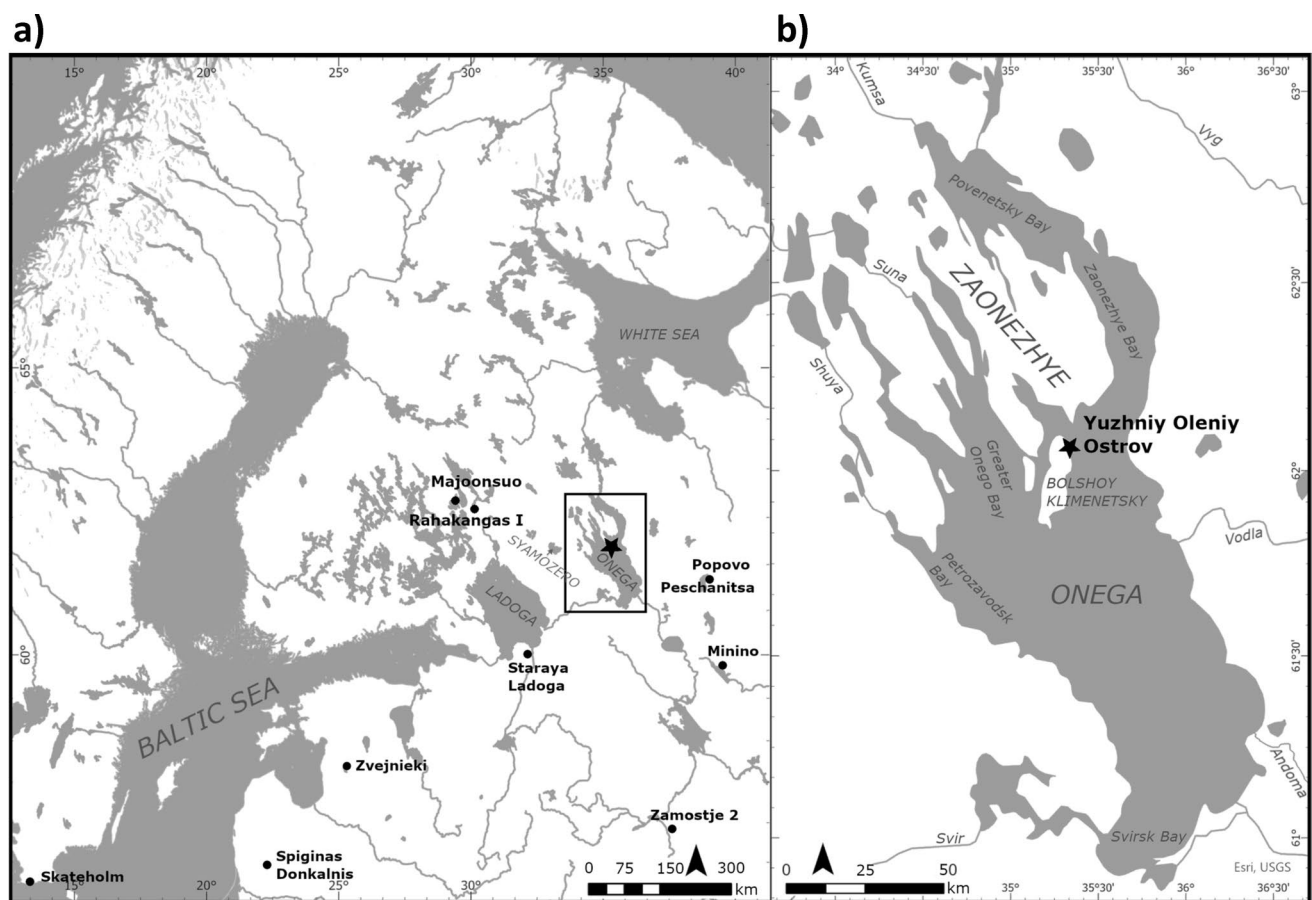 a)
15°
20°
25°
30°
35°
40°
65°
60°
WHITE SEA
Majoonsuo
Rahakangas I
SYAMOZERO
ONEGA
LADOGA
Popovo
Peschanitsa
Minino
Staraya
Ladoga
BALTIC SEA
Zvejnieki
Zamostje 2
Spiginas
Donkalnis
Skateholm
0 75 150 300
km
15°
20°
25°
30°
b)
34°
34°30'
35°
35°30'
36°
36°30'
63°
Kumsa
Vyg
Povenetsky Bay
Suna
ZAONEZHYE
Zaonezhye Bay
62°30'
Shuya
Yuzhniy Oleniy
Ostrov
62°
Greater
Onego Bay
BOLSHOY
KLIMENETSKY
Vodla
Petrozavodsk
Bay
ONEGA
61°30'
Andoma
Svir
Svirsk Bay
61°
Esri, USGS
0 25 50
km
35°
35°30'
36°
36°30'